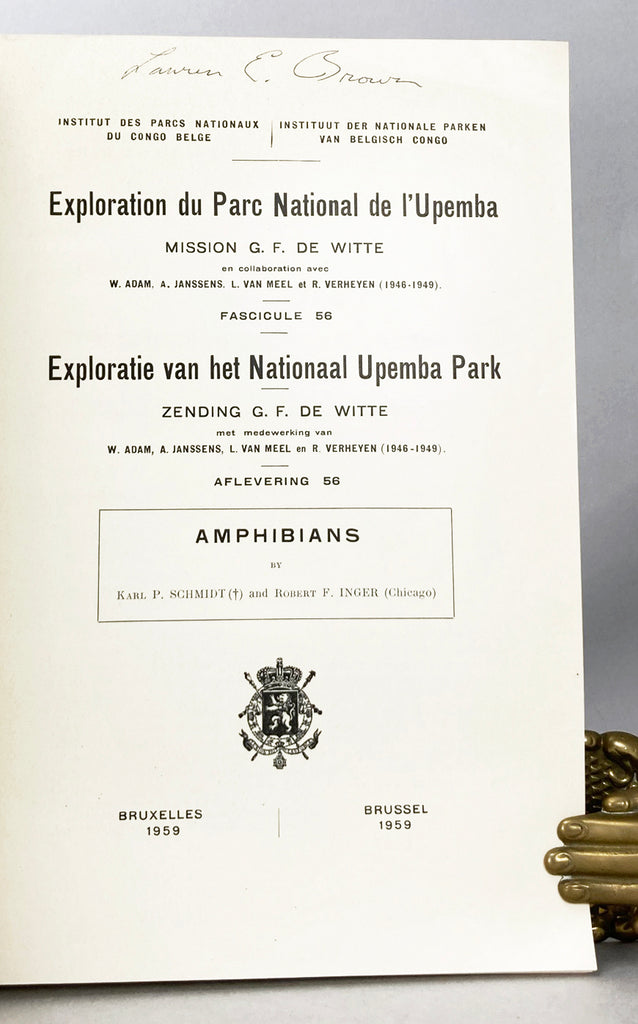 Lauren E. Brown
INSTITUT DES PARCS NATIONAUX
DU CONGO BELGE
INSTITUUT DER NATIONALE PARKEN
VAN BELGISCH CONGO
Exploration du Parc National de l'Upemba
MISSION G. F. DE WITTE
en collaboration avec
W. ADAM, A. JANSSENS, L. VAN MEEL et R. VERHEYEN (1946-1949).
FASCICULE 56
Exploratie van het Nationaal Upemba Park
ZENDING G. F. DE WITTE
met medewerking van
W. ADAM, A. JANSSENS, L. VAN MEEL en R. VERHEYEN (1946-1949).
AFLEVERING 56
AMPHIBIANS
BY
KARL P. SCHMIDT (†) and ROBERT F. INGER (Chicago)
BRUXELLES
1959
BRUSSEL
1959